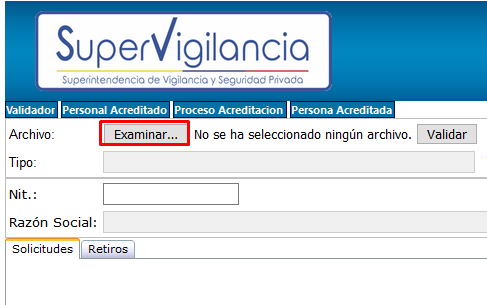 SuperVigilancia
Superintendencia de Vigilancia y Seguridad Privada
Validador Personal Acreditado Proceso Acreditacion Persona Acreditada
Archivo: Examinar... No se ha seleccionado ningún archivo. Validar
Tipo:
Nit.:
Razón Social:
Solicitudes Retiros